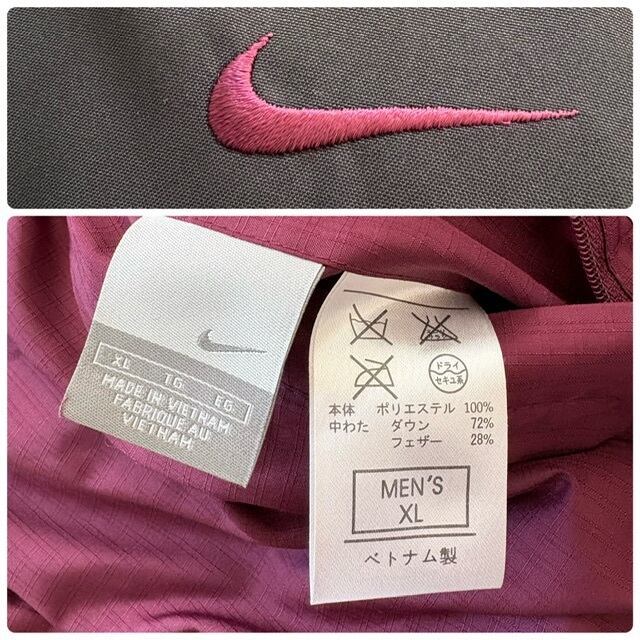 XL TG EG
MADE IN VIETNAM
FABRIQUÉ AU
VIETNAM
ドライ
セキユ系
本体 ポリエステル 100%
中わた ダウン 72%
フェザー 28%
MEN'S
XL
ベトナム製